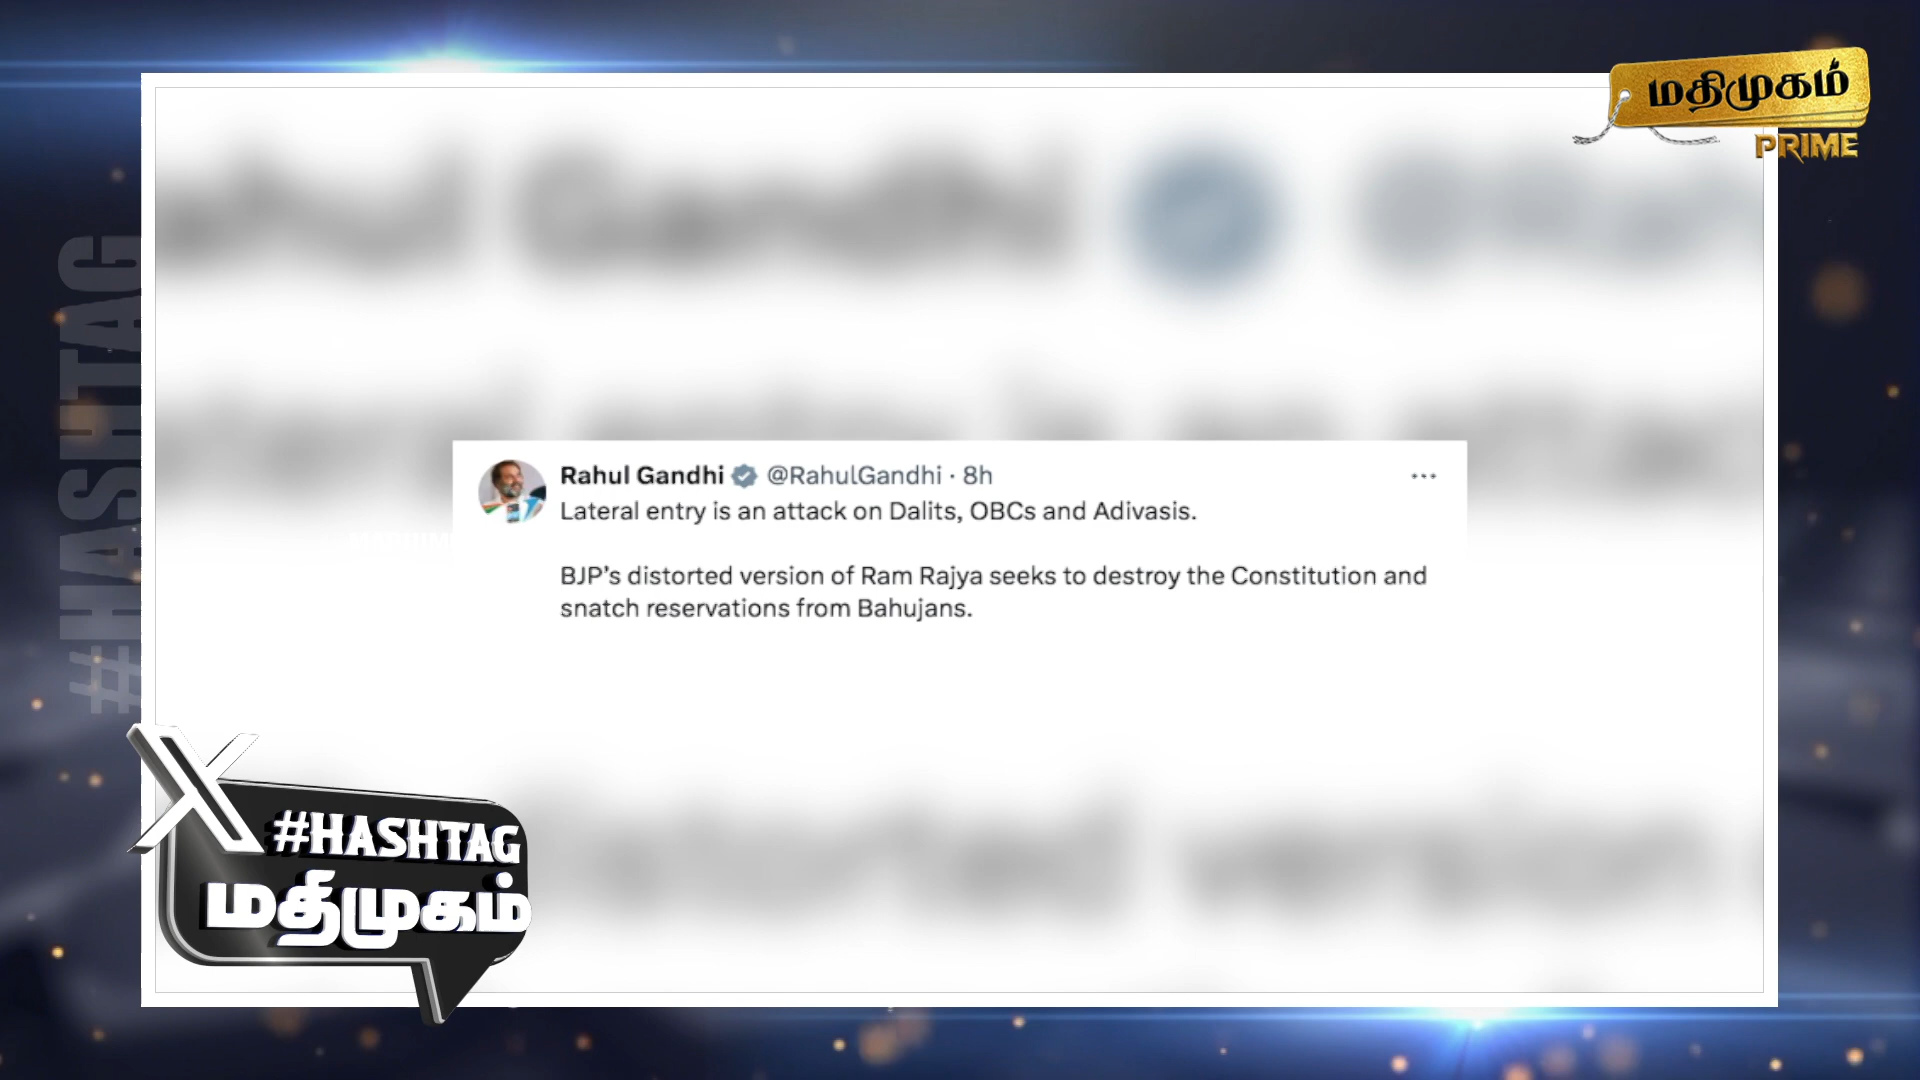 மதிமுகம்
PRIME
#HASHTAG
Rahul Gandhi @RahulGandhi · 8h
Lateral entry is an attack on Dalits, OBCs and Adivasis.
BJP’s distorted version of Ram Rajya seeks to destroy the Constitution and
snatch reservations from Bahujans.
#HASHTAG
மதிமுகம்